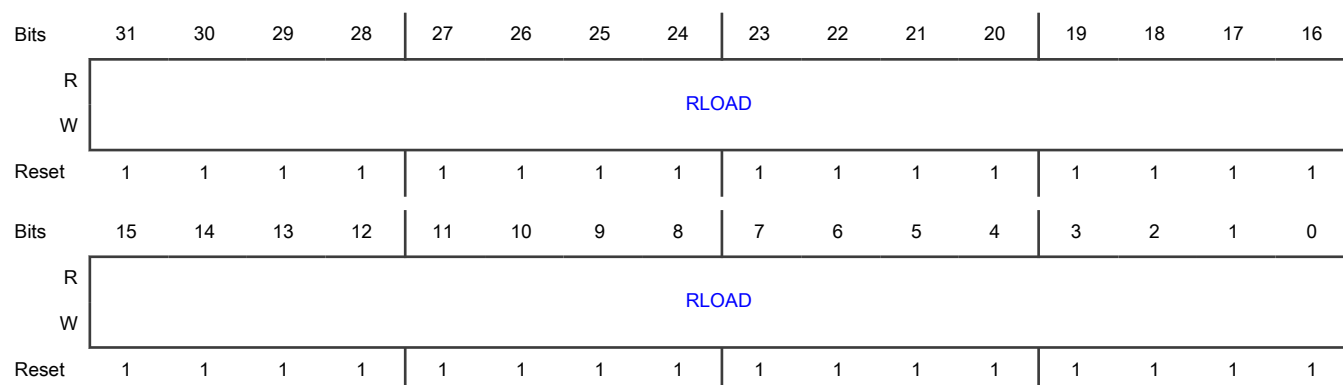 Bits 31 30 29 28 27 26 25 24 23 22 21 20 19 18 17 16
R
RLOAD
W
Reset 1 1 1 1 1 1 1 1 1 1 1 1 1 1 1 1
Bits 15 14 13 12 11 10 9 8 7 6 5 4 3 2 1 0
R
RLOAD
W
Reset 1 1 1 1 1 1 1 1 1 1 1 1 1 1 1 1